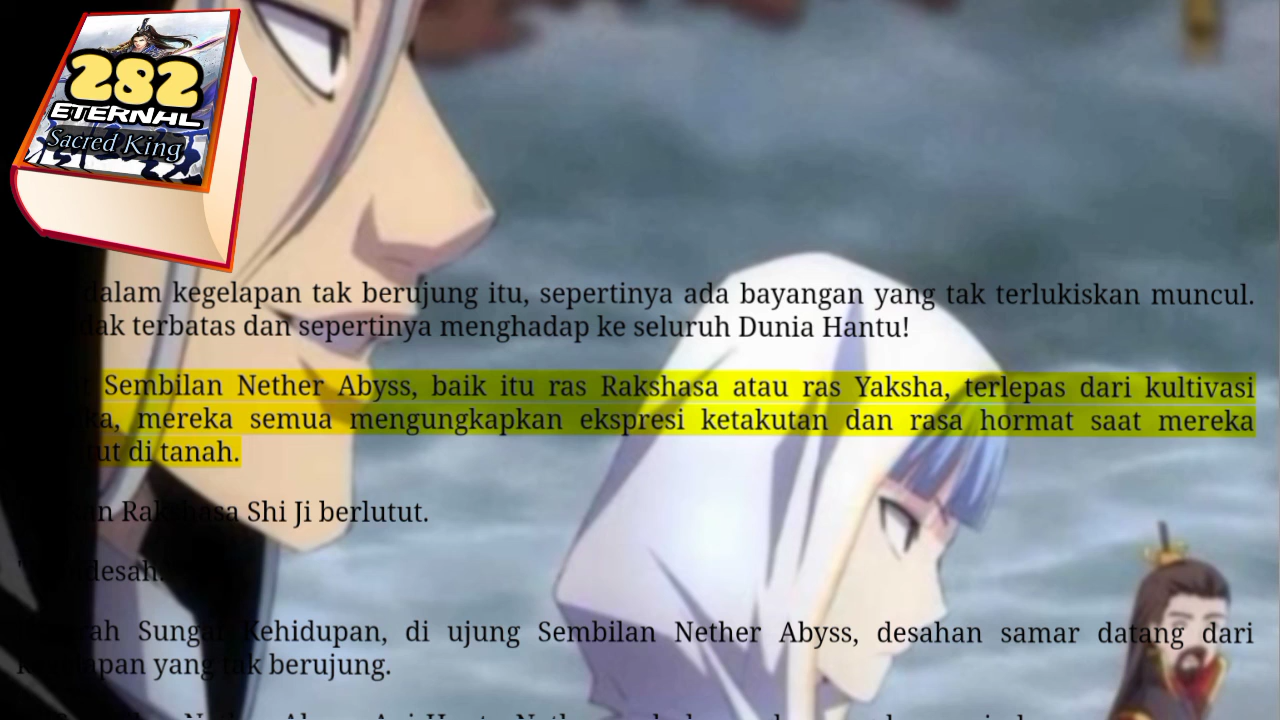 282
ETERNAL
Sacred King
dalam kegelapan tak berujung itu, sepertinya ada bayangan yang tak terlukiskan muncul.
terbatas dan sepertinya menghadap ke seluruh Dunia Hantu!
Sembilan Nether Abyss, baik itu ras Rakshasa atau ras Yaksha, terlepas dari kultivasi
mereka semua mengungkapkan ekspresi ketakutan dan rasa hormat saat mereka
di tanah.
Rakshasa Shi Ji berlutut.
desah.
Sungai Kehidupan, di ujung Sembilan Nether Abyss, desahan samar datang dari
kegelapan yang tak berujung.